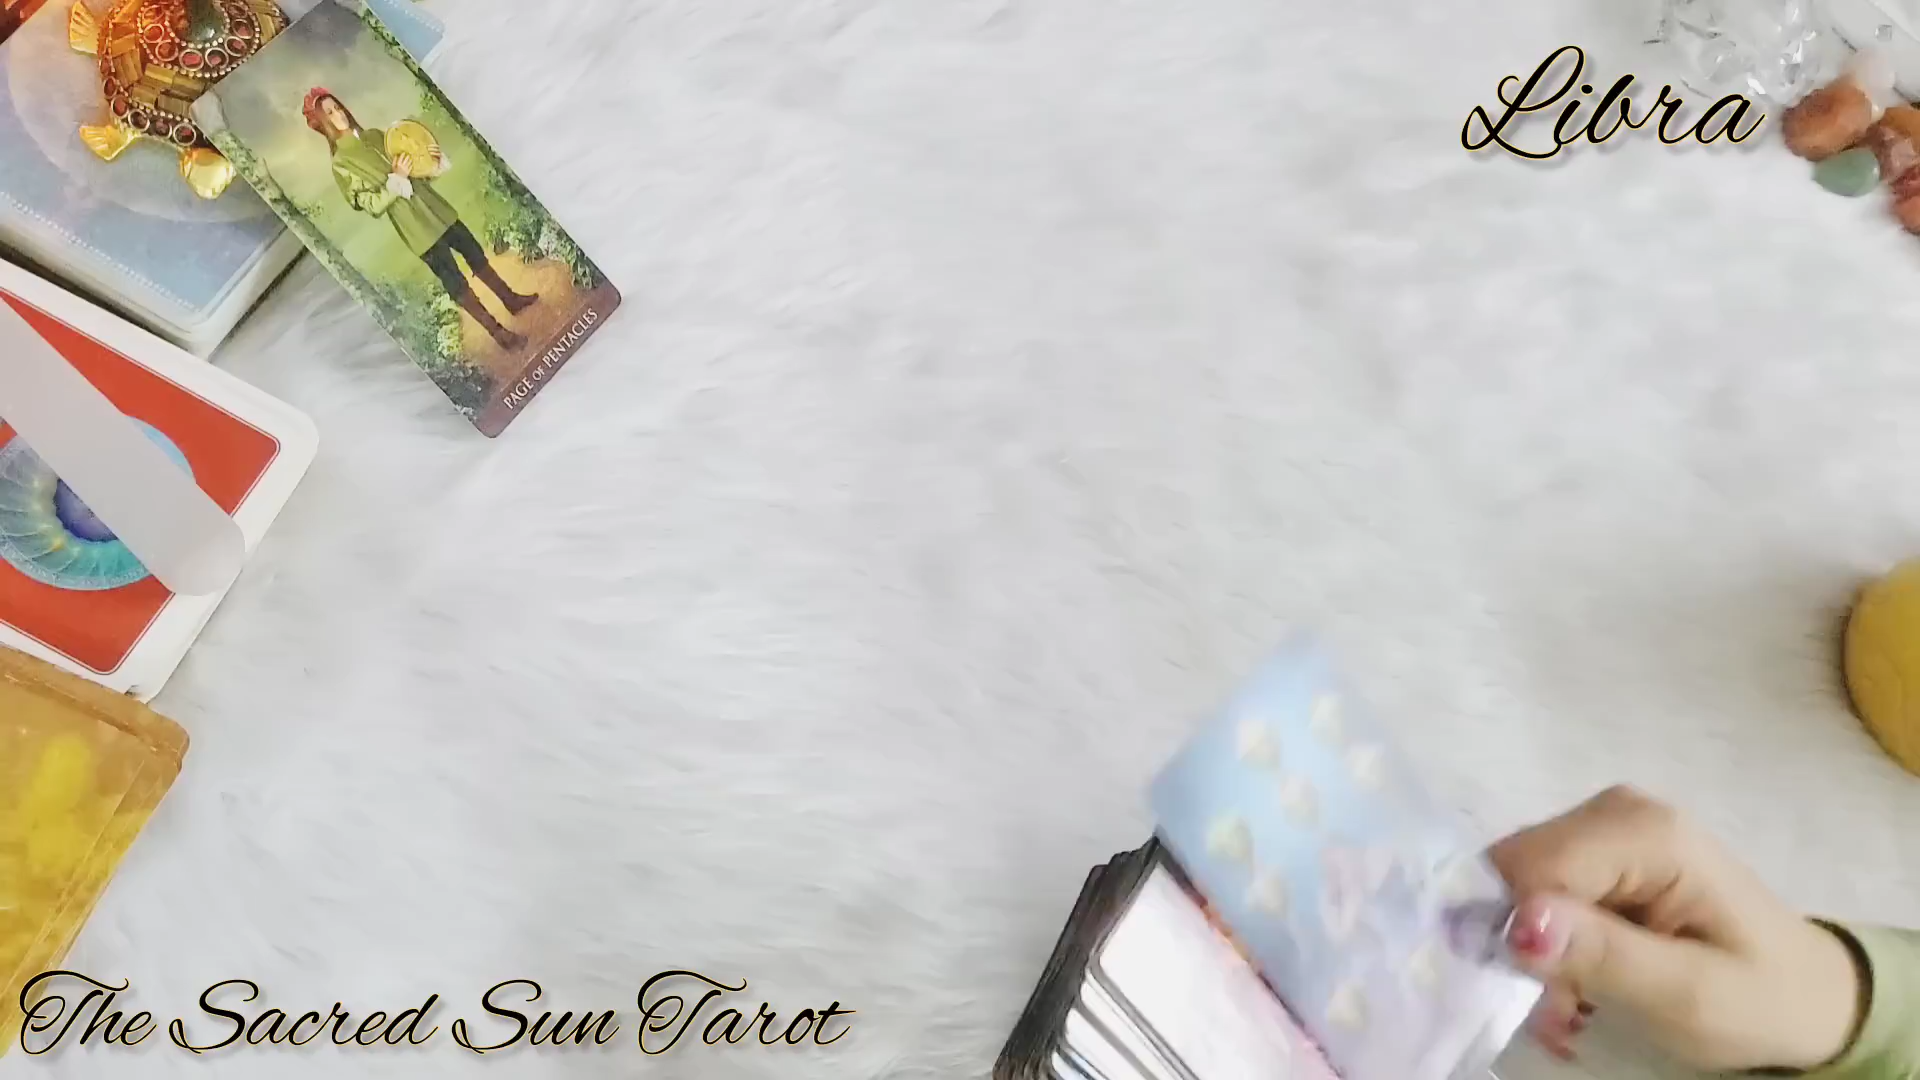 Libra
PAGE OF PENTACLES
The Sacred Sun Tarot